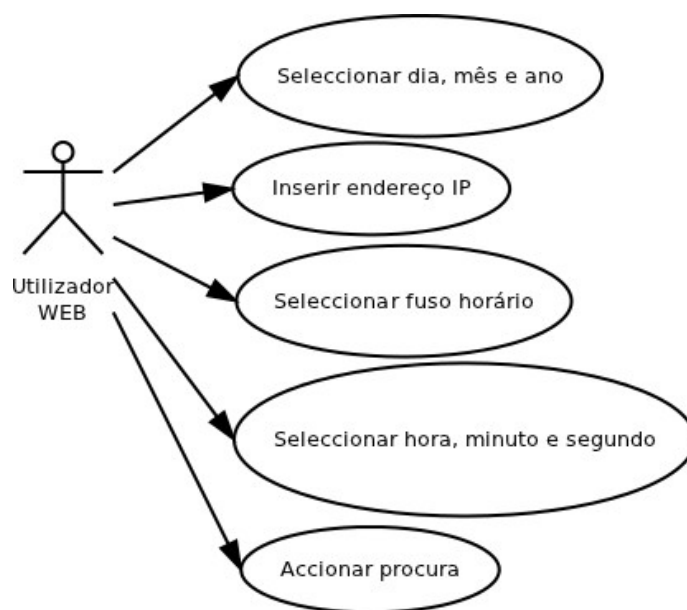 Seleccionar dia, mês e ano
Inserir endereço IP
Seleccionar fuso horário
Utilizador
WEB
Seleccionar hora, minuto e segundo
Accionar procura